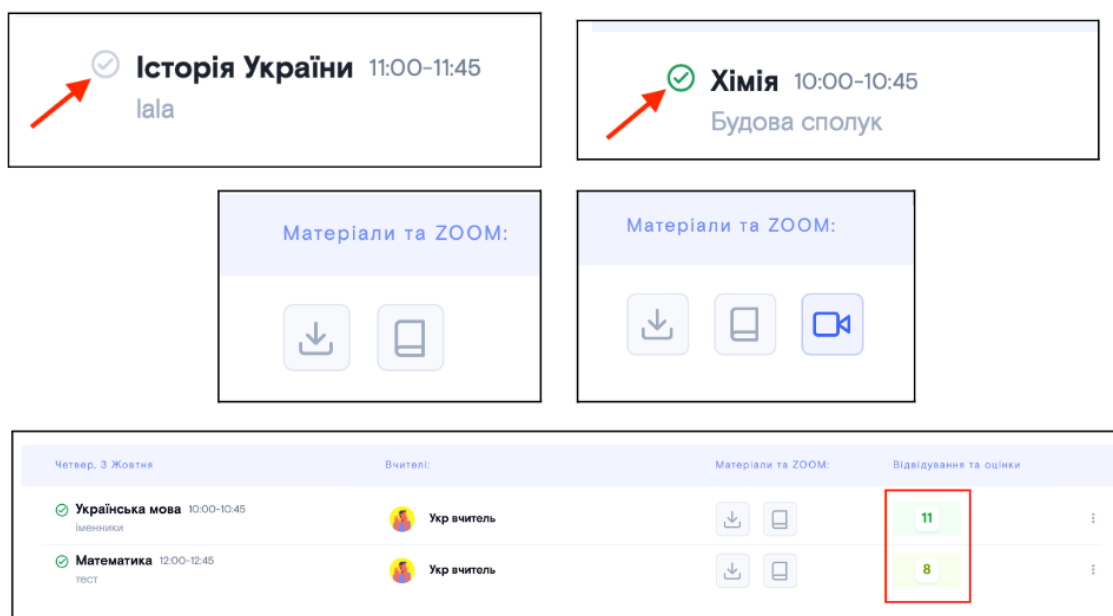 Історія України 11:00-11:45
lala
Хімія 10:00-10:45
Будова сполук
Матеріали та ZOOM:
Матеріали та ZOOM:
Четвер, 3 Жовтня Вчителі: Матеріали та ZOOM: Відвідування та оцінки
Українська мова 10:00-10:45 Укр вчитель 11
іменники
Математика 12:00-12:45 Укр вчитель 8
тест